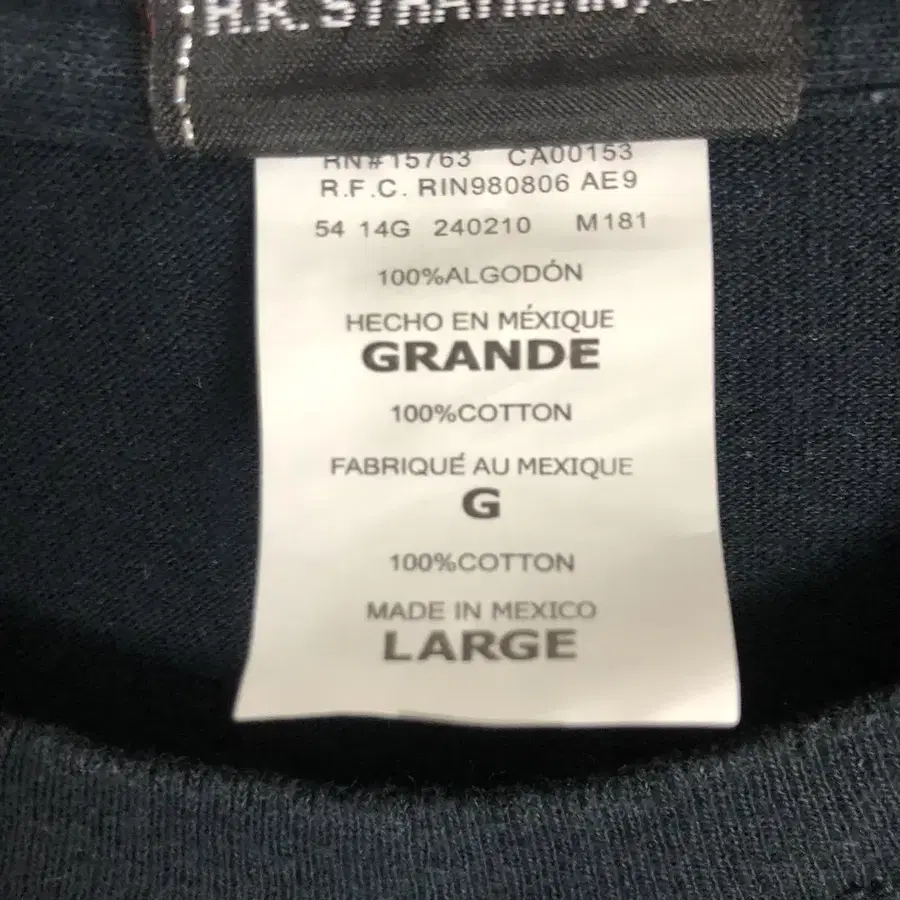 RN#15763 CA00153
R.F.C. RIN980806 AE9
54 14G 240210 M181
100%ALGODÓN
HECHO EN MÉXIQUE
GRANDE
100%COTTON
FABRIQUÉ AU MEXIQUE
G
100%COTTON
MADE IN MEXICO
LARGE